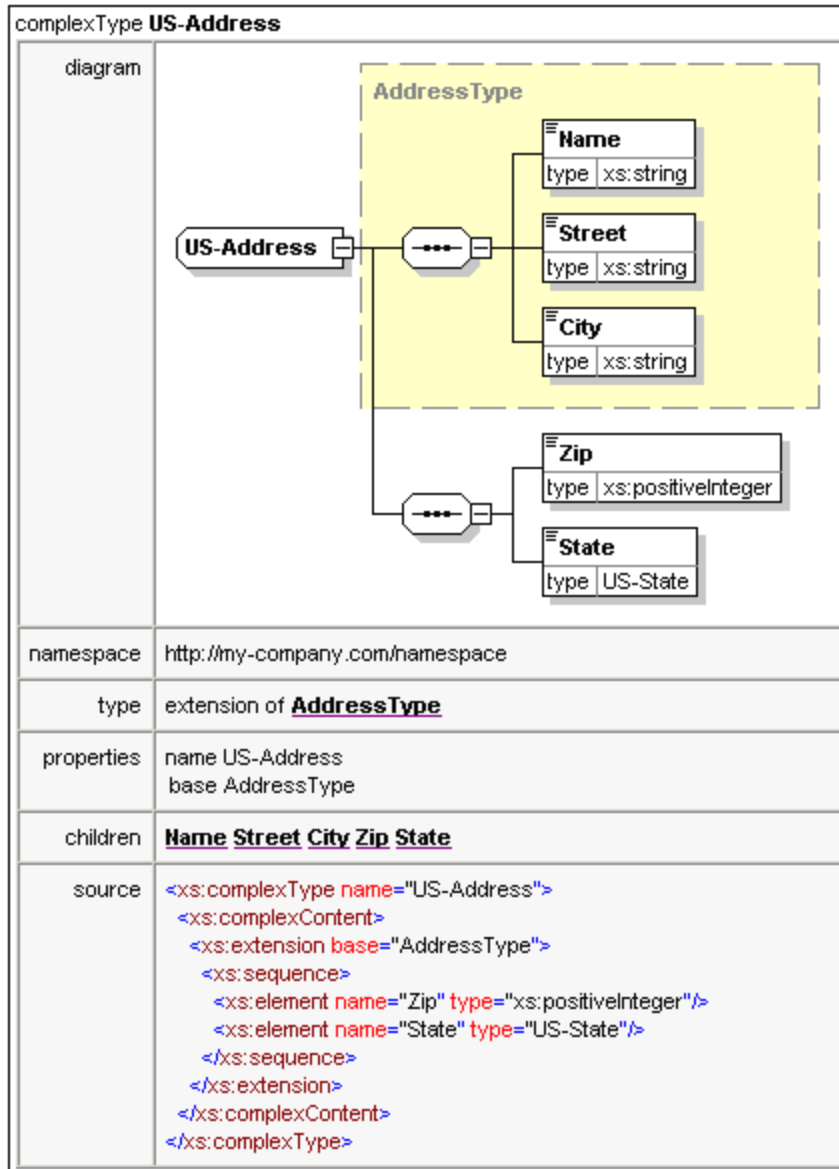 complexType US-Address
diagram
AddressType
Name
type xs:string
US-Address
Street
type xs:string
City
type xs:string
Zip
type xs:positiveInteger
State
type US-State
namespace http://my-company.com/namespace
type extension of AddressType
properties name US-Address
base AddressType
children Name Street City Zip State
source <xs:complexType name="US-Address">
<xs:complexContent>
<xs:extension base="AddressType">
<xs:sequence>
<xs:element name="Zip" type="xs:positiveInteger"/>
<xs:element name="State" type="US-State"/>
</xs:sequence>
</xs:extension>
</xs:complexContent>
</xs:complexType>